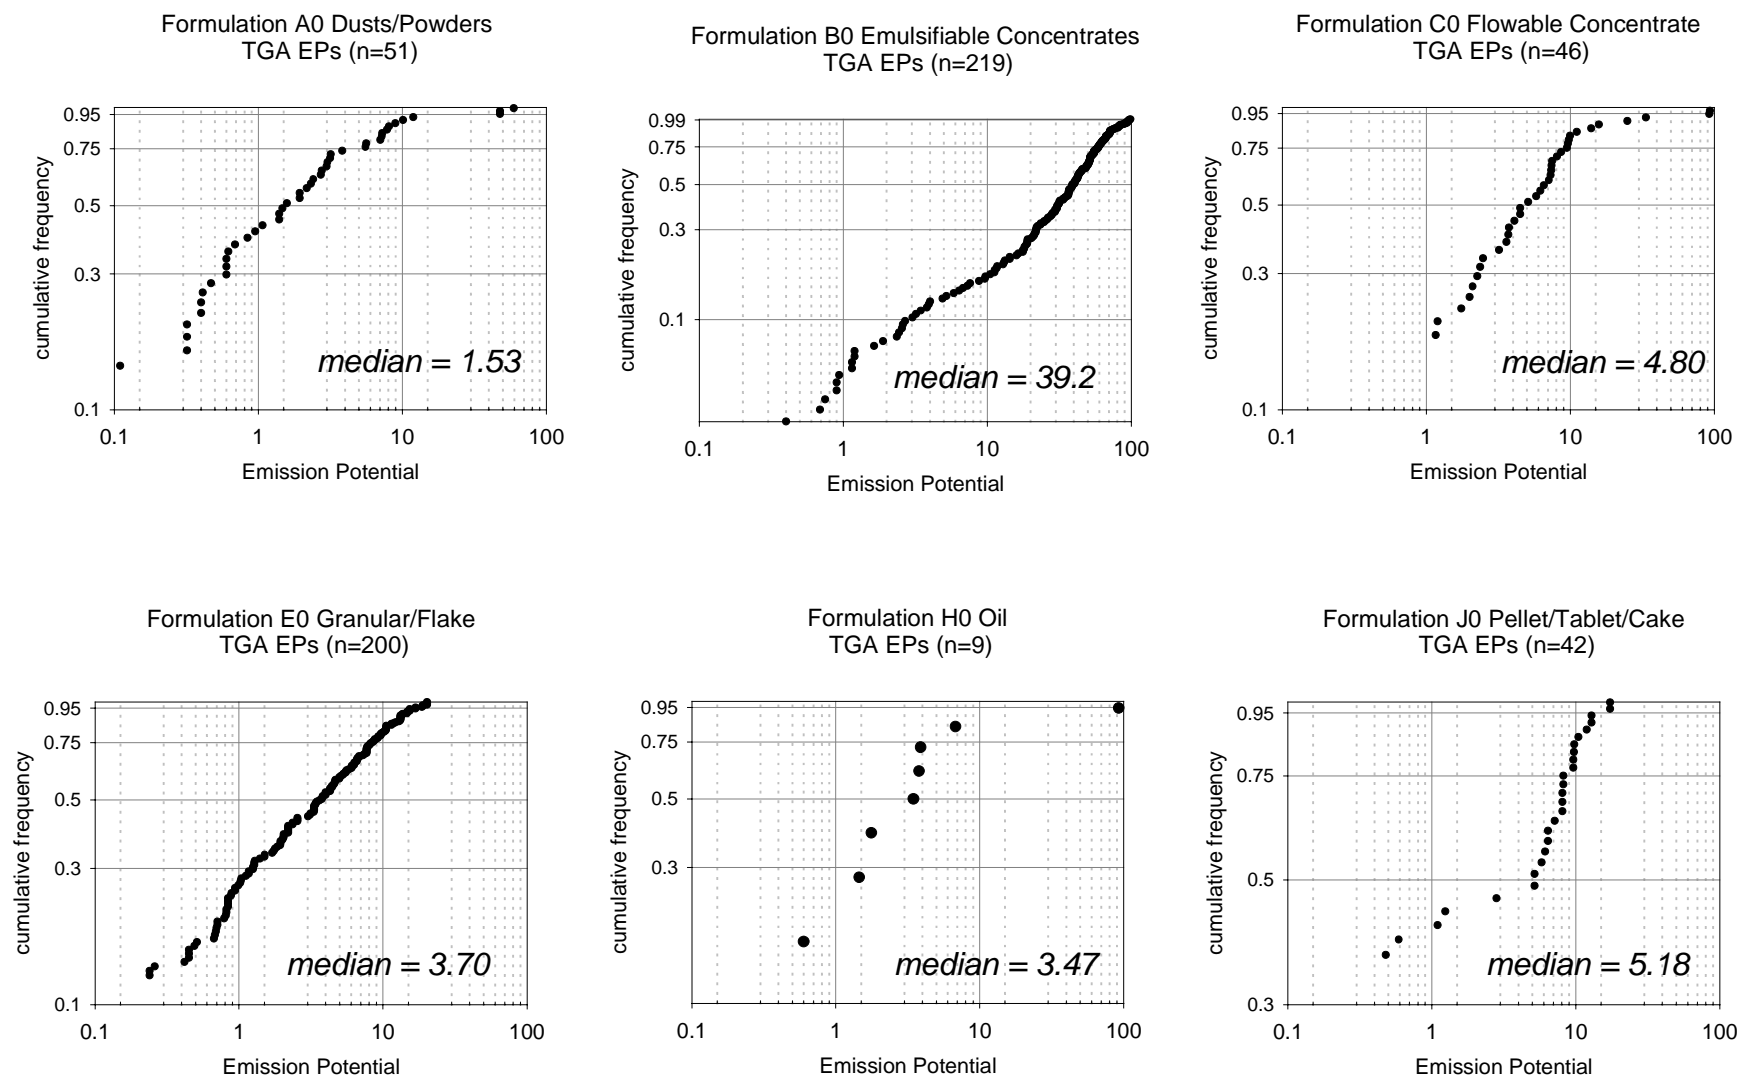 Formulation A0 Dusts/Powders
TGA EPs (n=51)
0.95
0.75
0.5
0.3
0.1
cumulative frequency
median = 1.53
0.1 1 10 100
Emission Potential
Formulation B0 Emulsifiable Concentrates
TGA EPs (n=219)
0.99
0.75
0.5
0.3
0.1
cumulative frequency
median = 39.2
0.1 1 10 100
Emission Potential
Formulation C0 Flowable Concentrate
TGA EPs (n=46)
0.95
0.75
0.5
0.3
0.1
cumulative frequency
median = 4.80
0.1 1 10 100
Emission Potential
Formulation E0 Granular/Flake
TGA EPs (n=200)
0.95
0.75
0.5
0.3
0.1
cumulative frequency
median = 3.70
0.1 1 10 100
Emission Potential
Formulation H0 Oil
TGA EPs (n=9)
0.95
0.75
0.5
0.3
cumulative frequency
median = 3.47
0.1 1 10 100
Emission Potential
Formulation J0 Pellet/Tablet/Cake
TGA EPs (n=42)
0.95
0.75
0.5
0.3
cumulative frequency
median = 5.18
0.1 1 10 100
Emission Potential